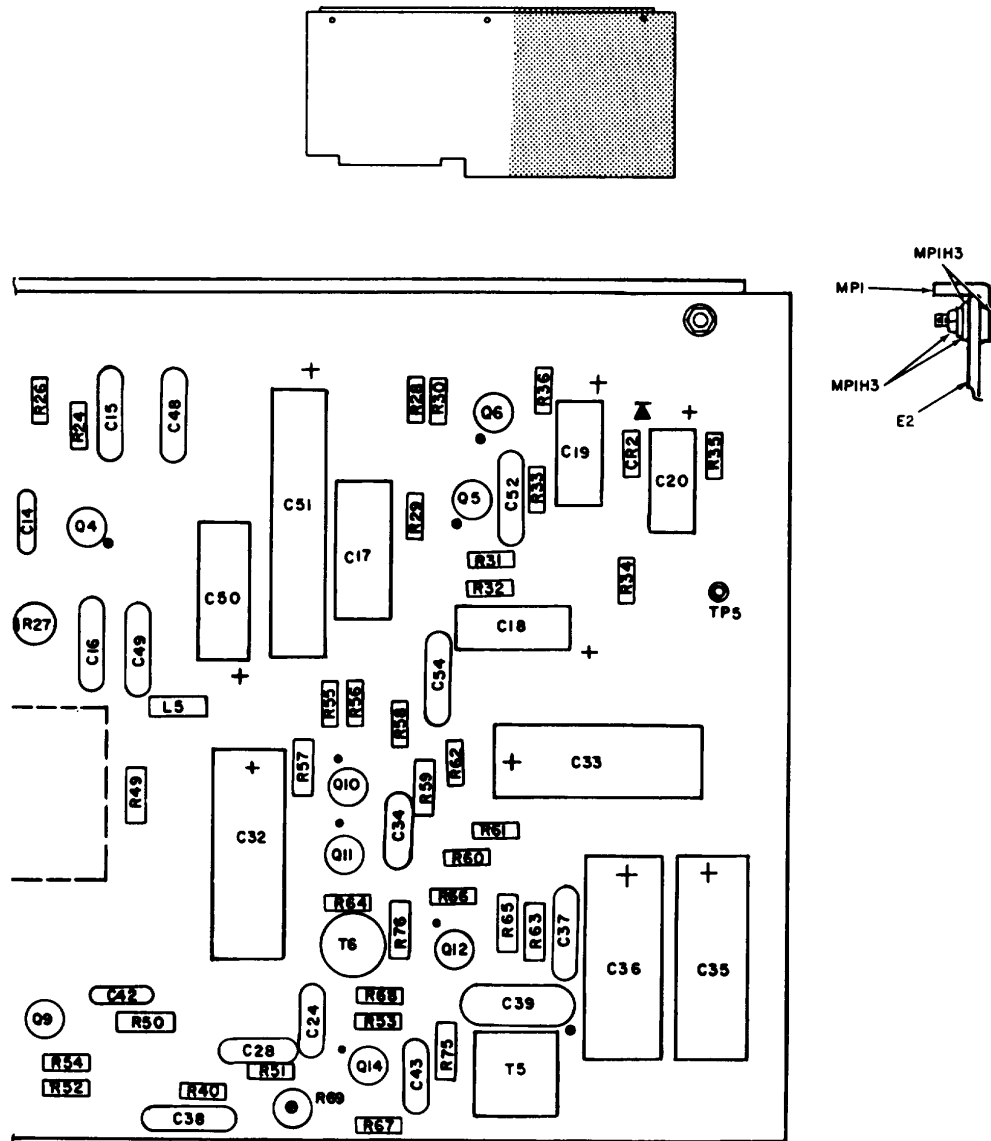 MP1H3
MP1
MP1H3
E2
+
R26
R24
C15
C48
R28
R30
Q6
R36
+
+
C19
CR2
C20
R35
C14
Q4
C51
C17
R29
Q5
C52
R33
R31
R32
R34
TP5
R27
C16
C49
C50
C18
+
C54
+
L5
R55
R56
R58
R49
+
C32
R57
Q10
R59
R62
+
C33
Q11
C34
R61
R60
+
+
R64
R66
T6
R76
Q12
R65
R63
C37
C36
C35
Q9
C42
R50
C24
R68
R53
C39
R54
C28
R51
Q14
C43
R75
T5
R52
R40
R69
C38
R67